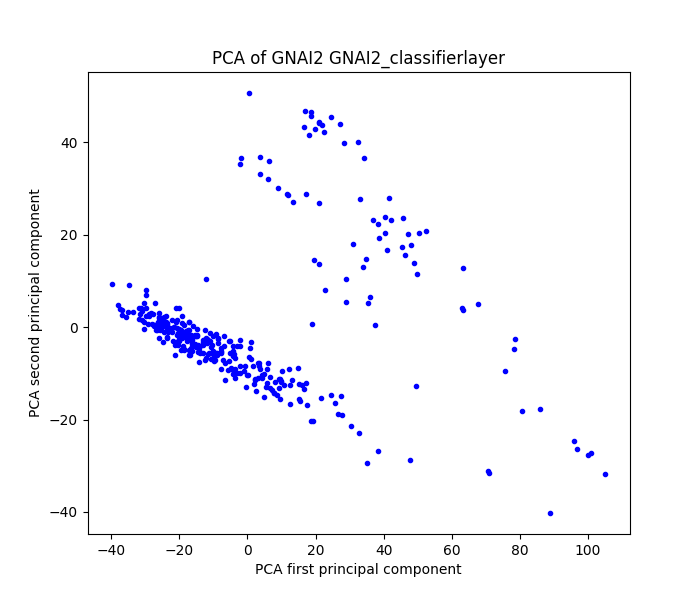 PCA of GNAI2 GNAI2_classifierlayer
40
20
0
−20
−40
PCA second principal component
−40 −20 0 20 40 60 80 100
PCA first principal component